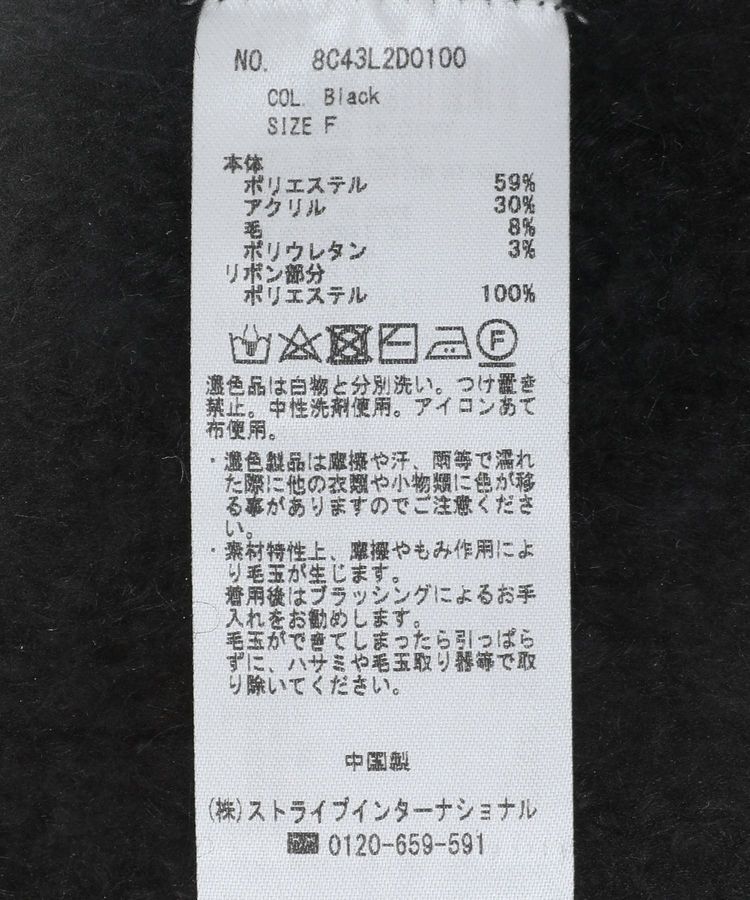 NO. 8C43L2D0100
COL. Black
SIZE F
本体
ポリエステル 59%
アクリル 30%
毛 8%
ポリウレタン 3%
リボン部分
ポリエステル 100%
F
濃色品は白物と分別洗い。つけ置き
禁止。中性洗剤使用。アイロンあて
布使用。
・濃色製品は摩擦や汗、雨等で濡れ
た際に他の衣類や小物類に色が移
る事がありますのでご注意くださ
い。
・素材特性上、摩擦やもみ作用によ
り毛玉が生じます。
着用後はブラッシングによるお手
入れをお勧めします。
毛玉ができてしまったら引っぱら
ずに、ハサミや毛玉取り器等で取
り除いてください。
中国製
(株)ストライプインターナショナル
0120-659-591